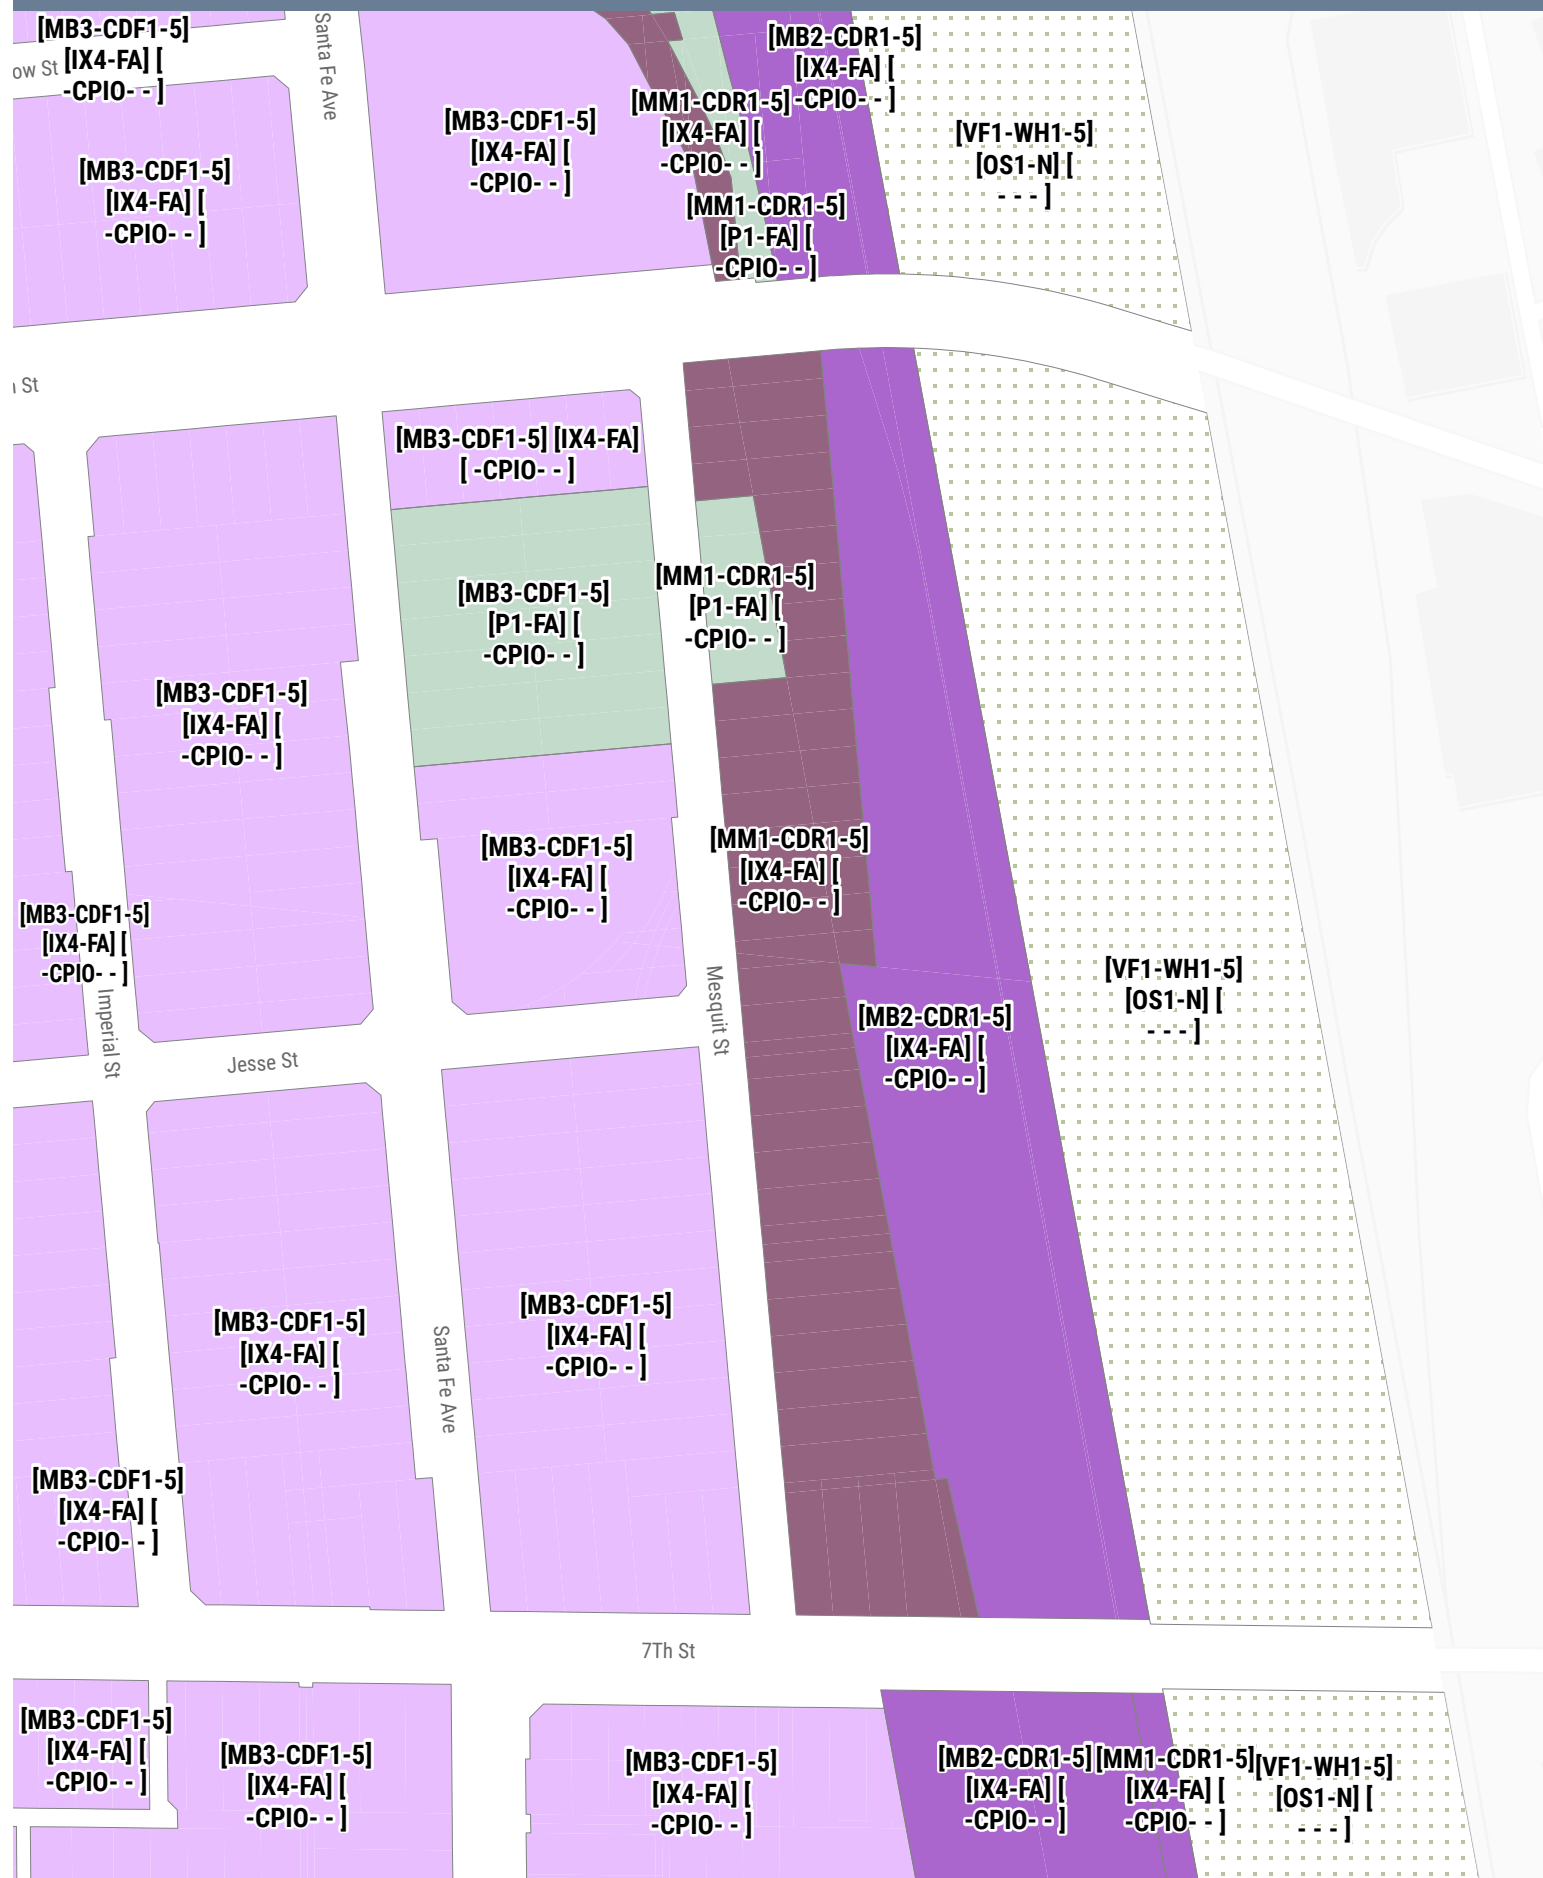 [MB3-CDF1-5]
[IX4-FA] [
-CPIO- - ]
ow St
Santa Fe Ave
[MB2-CDR1-5]
[IX4-FA] [
-CPIO- - ]
[MM1-CDR1-5]
[IX4-FA] [
-CPIO- - ]
[MB3-CDF1-5]
[IX4-FA] [
-CPIO- - ]
[VF1-WH1-5]
[OS1-N] [
- - - ]
[MB3-CDF1-5]
[IX4-FA] [
-CPIO- - ]
[MM1-CDR1-5]
[P1-FA] [
-CPIO- - ]
St
[MB3-CDF1-5] [IX4-FA]
[ -CPIO- - ]
[MB3-CDF1-5]
[P1-FA] [
-CPIO- - ]
[MM1-CDR1-5]
[P1-FA] [
-CPIO- - ]
[MB3-CDF1-5]
[IX4-FA] [
-CPIO- - ]
[MB3-CDF1-5]
[IX4-FA] [
-CPIO- - ]
[MM1-CDR1-5]
[IX4-FA] [
-CPIO- - ]
[MB3-CDF1-5]
[IX4-FA] [
-CPIO- - ]
[VF1-WH1-5]
[OS1-N] [
- - - ]
Imperial St
Jesse St
Mesquit St
[MB2-CDR1-5]
[IX4-FA] [
-CPIO- - ]
[MB3-CDF1-5]
[IX4-FA] [
-CPIO- - ]
Santa Fe Ave
[MB3-CDF1-5]
[IX4-FA] [
-CPIO- - ]
[MB3-CDF1-5]
[IX4-FA] [
-CPIO- - ]
7Th St
[MB3-CDF1-5]
[IX4-FA] [
-CPIO- - ]
[MB3-CDF1-5]
[IX4-FA] [
-CPIO- - ]
[MB3-CDF1-5]
[IX4-FA] [
-CPIO- - ]
[MB2-CDR1-5]
[IX4-FA] [
-CPIO- - ]
[MM1-CDR1-5]
[IX4-FA] [
-CPIO- - ]
[VF1-WH1-5]
[OS1-N] [
- - - ]